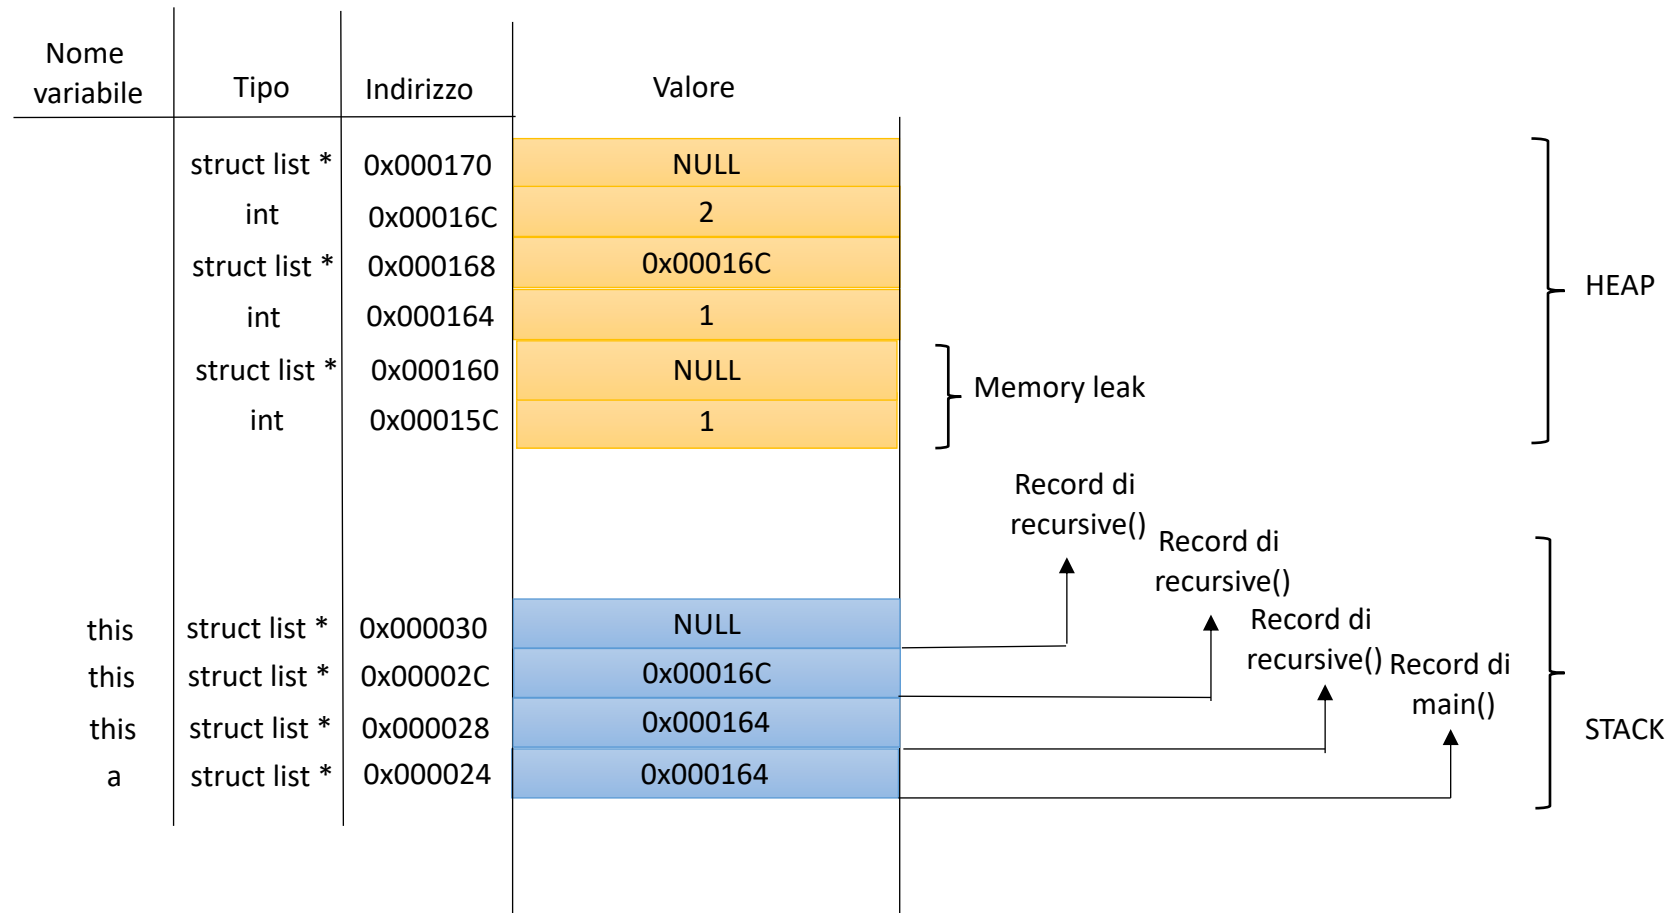 Nome
variabile
Tipo
Indirizzo
Valore
struct list * 0x000170 NULL
int 0x00016C 2
struct list * 0x000168 0x00016C
int 0x000164 1
struct list * 0x000160 NULL
int 0x00015C 1
HEAP
Memory leak
Record di
recursive()
Record di
recursive()
Record di
recursive()
Record di
main()
this struct list * 0x000030 NULL
this struct list * 0x00002C 0x00016C
this struct list * 0x000028 0x000164
a struct list * 0x000024 0x000164
STACK